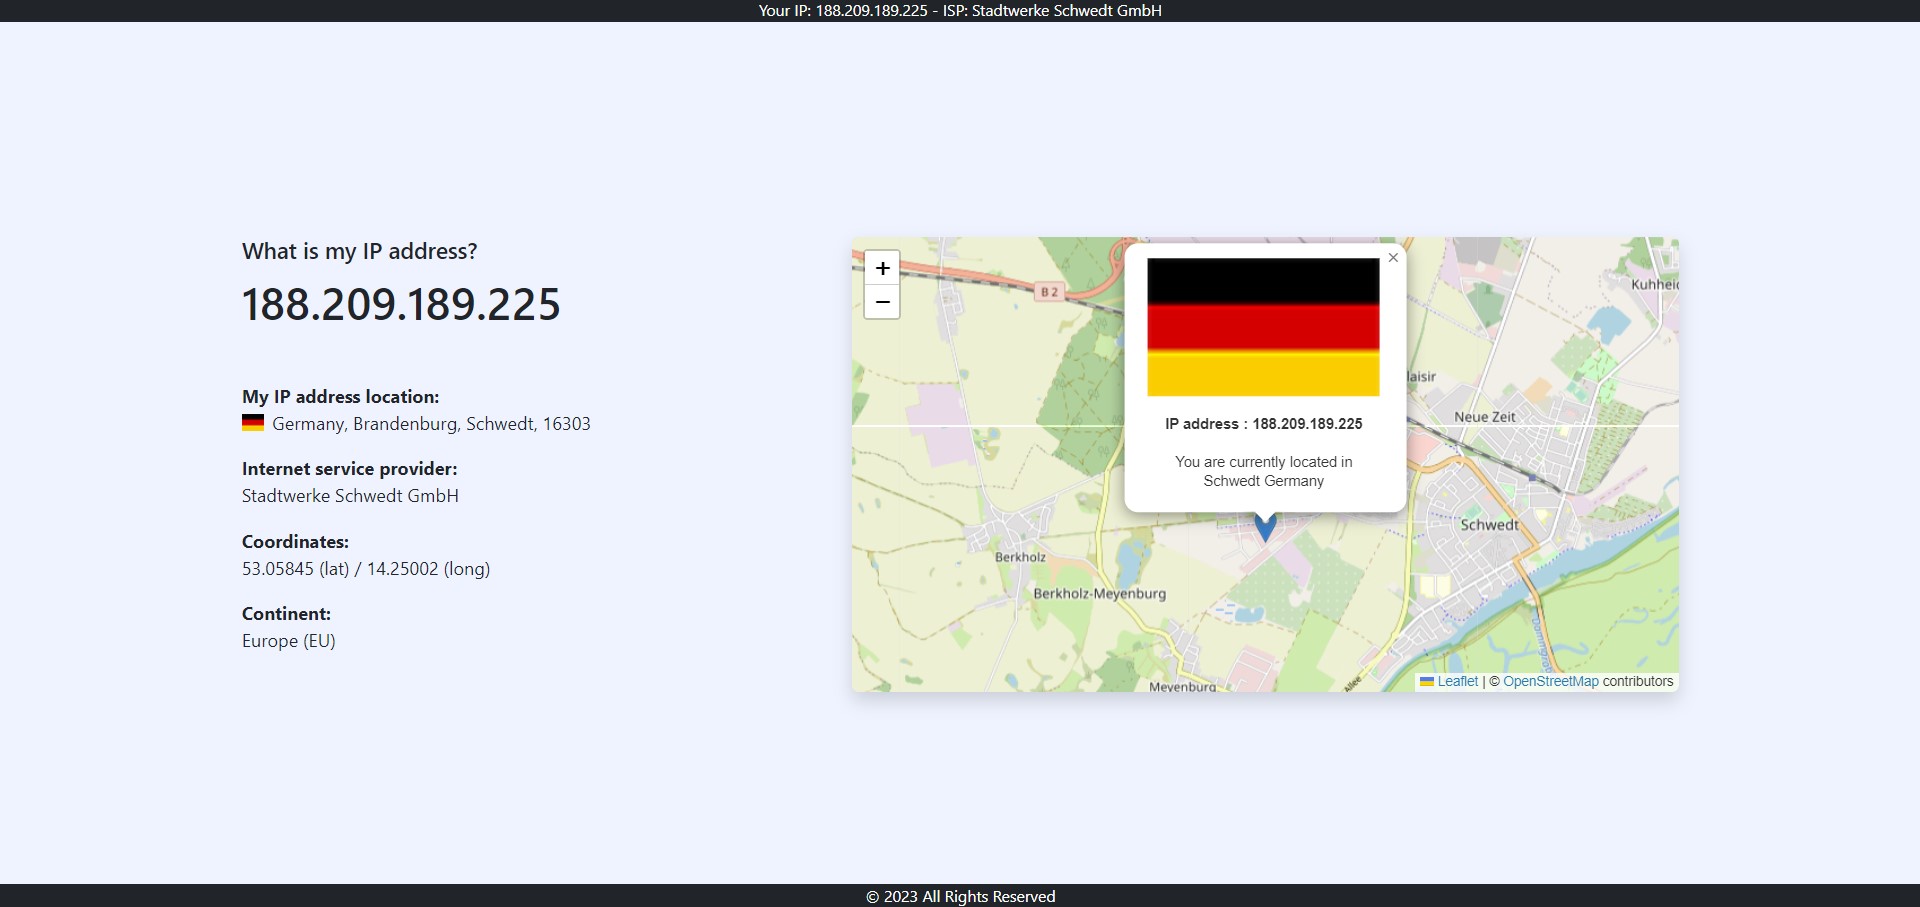 Your IP: 188.209.189.225 - ISP: Stadtwerke Schwedt GmbH
What is my IP address?
188.209.189.225
My IP address location:
Germany, Brandenburg, Schwedt, 16303
Internet service provider:
Stadtwerke Schwedt GmbH
Coordinates:
53.05845 (lat) / 14.25002 (long)
Continent:
Europe (EU)
+
−
B 2
×
IP address : 188.209.189.225
You are currently located in
Schwedt Germany
Kuhheid
laisir
Neue Zeit
Schwedt
Berkholz
Berkholz-Meyenburg
Meyenburg
Allee
Leaflet | © OpenStreetMap contributors
© 2023 All Rights Reserved